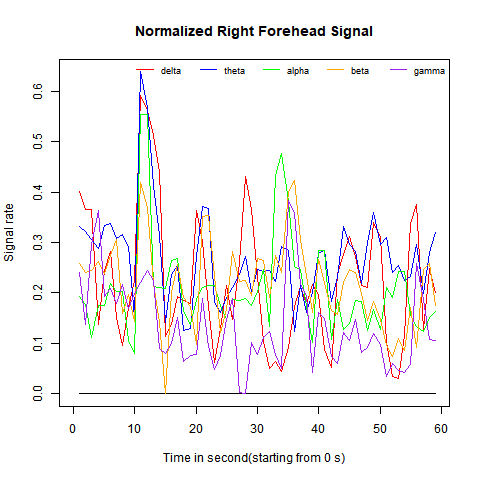 Normalized Right Forehead Signal
delta theta alpha beta gamma
Signal rate
0.6
0.5
0.4
0.3
0.2
0.1
0.0
0 10 20 30 40 50 60
Time in second(starting from 0 s)